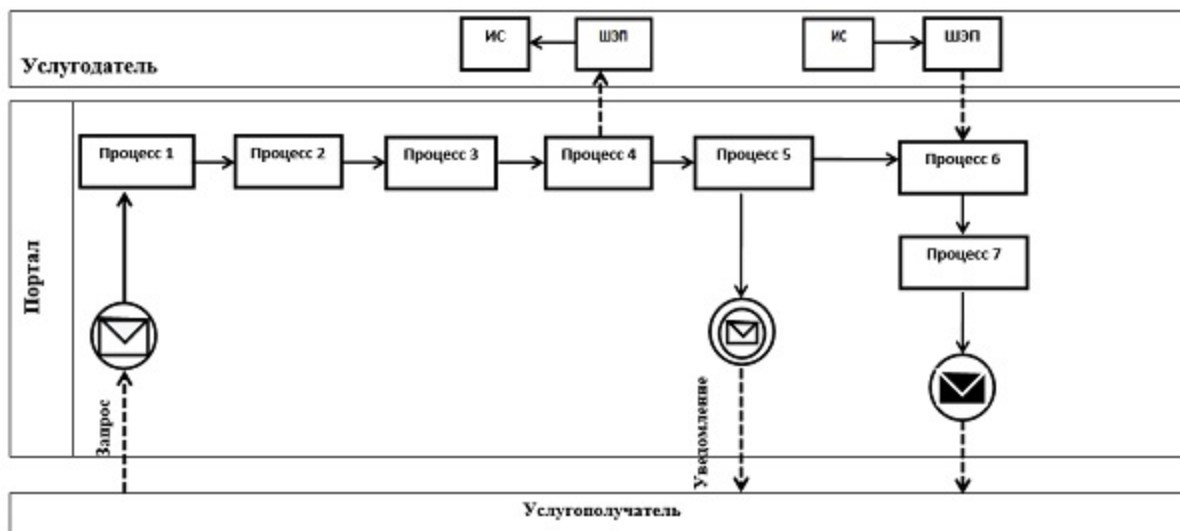 ИС
ШЭП
ИС
ШЭП
Услугодатель
Процесс 1
Процесс 2
Процесс 3
Процесс 4
Процесс 5
Процесс 6
Процесс 7
Портал
Запрос
Уведомление
Услугополучатель